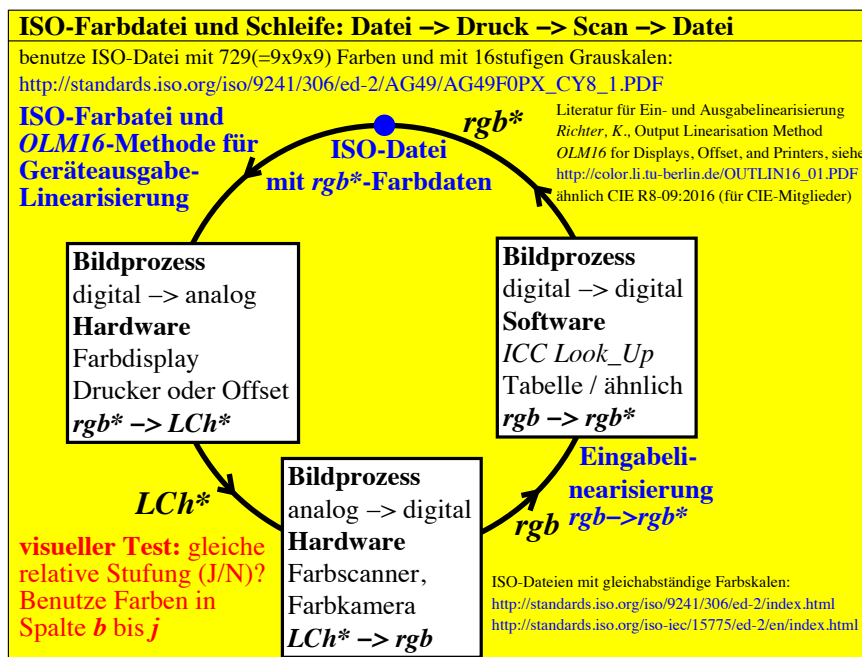 ISO-Farbdatei und Schleife: Datei –> Druck –> Scan –> Datei
benutze ISO-Datei mit 729(=9x9x9) Farben und mit 16stufigen Grauskalen:
http://standards.iso.org/iso/9241/306/ed-2/AG49/AG49F0PX_CY8_1.PDF
ISO-Farbatei und
OLM16-Methode für
Geräteausgabe-
Linearisierung
rgb*
ISO-Datei
mit rgb*-Farbdaten
Literatur für Ein- und Ausgabelinearisierung
Richter, K., Output Linearisation Method
OLM16 for Displays, Offset, and Printers, siehe
http://color.li.tu-berlin.de/OUTLIN16_01.PDF
ähnlich CIE R8-09:2016 (für CIE-Mitglieder)
Bildprozess
digital –> analog
Hardware
Farbdisplay
Drucker oder Offset
rgb* –> LCh*
Bildprozess
digital –> digital
Software
ICC Look_Up
Tabelle / ähnlich
rgb –> rgb*
LCh*
Bildprozess
analog –> digital
Hardware
Farbscanner,
Farbkamera
LCh* –> rgb
rgb
Eingabeli-
nearisierung
rgb–>rgb*
visueller Test: gleiche
relative Stufung (J/N)?
Benutze Farben in
Spalte b bis j
ISO-Dateien mit gleichabständige Farbskalen:
http://standards.iso.org/iso/9241/306/ed-2/index.html
http://standards.iso.org/iso-iec/15775/ed-2/en/index.html